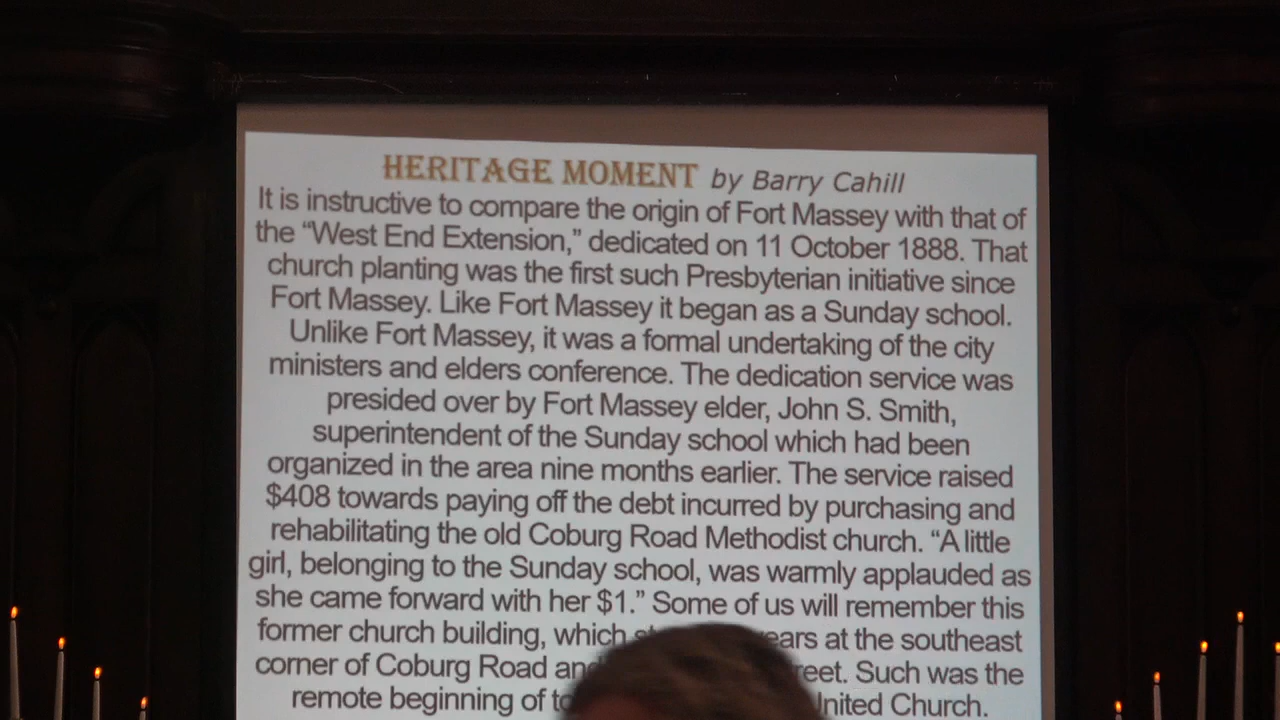 HERITAGE MOMENT by Barry Cahill
It is instructive to compare the origin of Fort Massey with that of
the “West End Extension,” dedicated on 11 October 1888. That
church planting was the first such Presbyterian initiative since
Fort Massey. Like Fort Massey it began as a Sunday school.
Unlike Fort Massey, it was a formal undertaking of the city
ministers and elders conference. The dedication service was
presided over by Fort Massey elder, John S. Smith,
superintendent of the Sunday school which had been
organized in the area nine months earlier. The service raised
$408 towards paying off the debt incurred by purchasing and
rehabilitating the old Coburg Road Methodist church. “A little
girl, belonging to the Sunday school, was warmly applauded as
she came forward with her $1.” Some of us will remember this
former church building, which at the southeast
corner of Coburg Road Such was the
remote beginning of United Church.